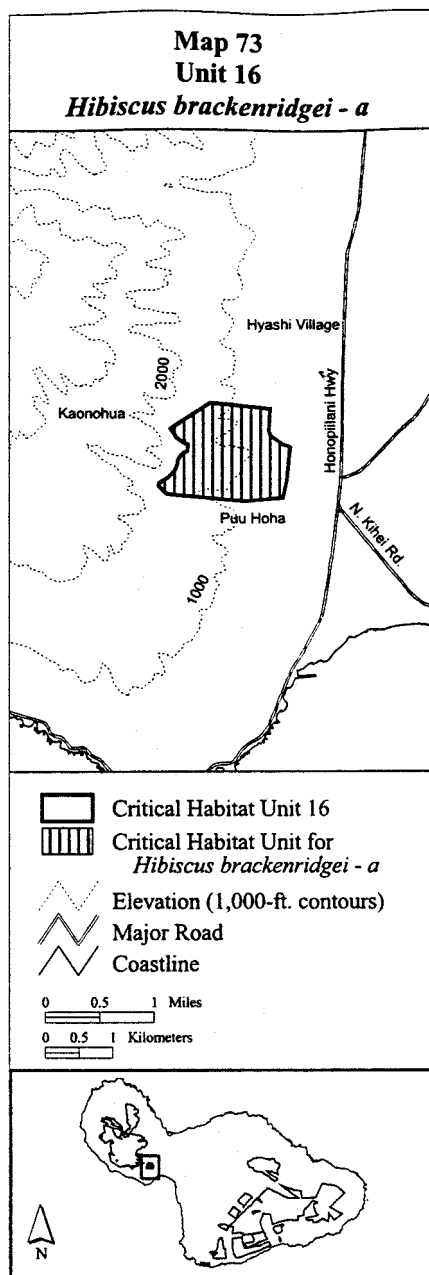 Map 73
Unit 16
Hibiscus brackenridgei - a
Hyashi Village
2000
Kaonohua
Honopiilani Hwy
Puu Hoha
N. Kihei Rd.
1000
Critical Habitat Unit 16
Critical Habitat Unit for
Hibiscus brackenridgei - a
Elevation (1,000-ft. contours)
Major Road
Coastline
0 0.5 1 Miles
0 0.5 1 Kilometers
N